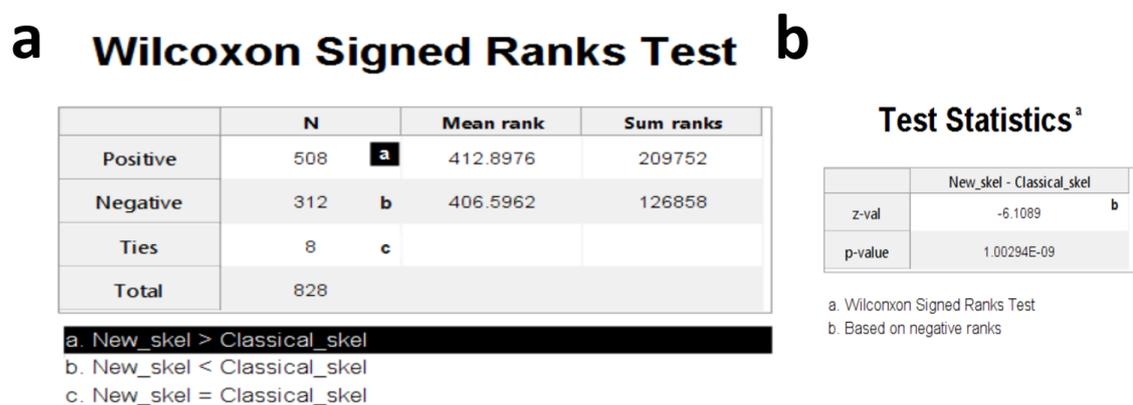 a
Wilcoxon Signed Ranks Test
N Mean rank Sum ranks
Positive 508 a 412.8976 209752
Negative 312 b 406.5962 126858
Ties 8 c
Total 828
a. New_skel > Classical_skel
b. New_skel < Classical_skel
c. New_skel = Classical_skel
b
Test Statistics a
New_skel - Classical_skel
z-val -6.1089 b
p-value 1.00294E-09
a. Wilconxon Signed Ranks Test
b. Based on negative ranks